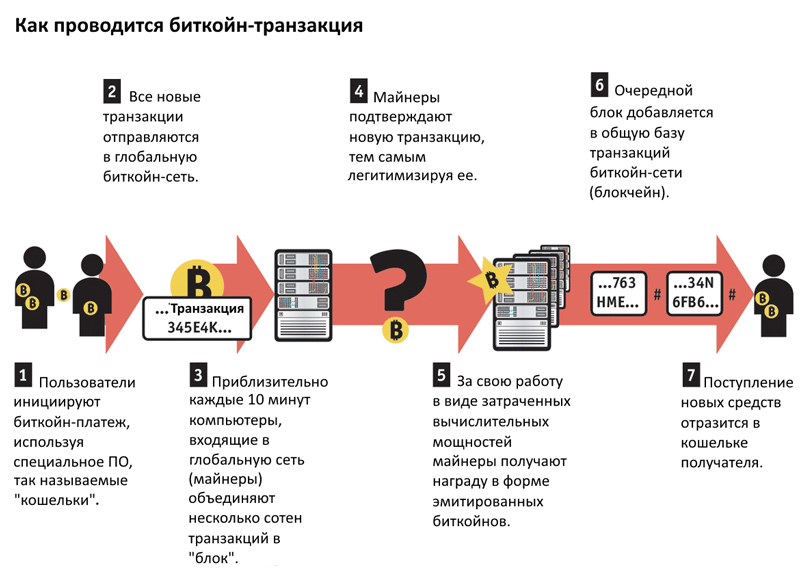 Как проводится биткойн-транзакция
2 Все новые
транзакции
отправляются
в глобальную
биткойн-сеть.
4 Майнеры
подтверждают
новую транзакцию,
тем самым
легитимизируя ее.
6 Очередной
блок добавляется
в общую базу
транзакций
биткойн-сети
(блокчейн).
...Транзакция
345E4K...
?
...763
HME...
#
...34N
6FB6...
#
1 Пользователи
инициируют
биткойн-платеж,
используя
специальное ПО,
так называемые
"кошельки".
3 Приблизительно
каждые 10 минут
компьютеры,
входящие в
глобальную сеть
(майнеры)
объединяют
несколько сотен
транзакций в
"блок".
5 За свою работу
в виде затраченных
вычислительных
мощностей
майнеры получают
награду в форме
эмитированных
биткойнов.
7 Поступление
новых средств
отразится в
кошельке
получателя.